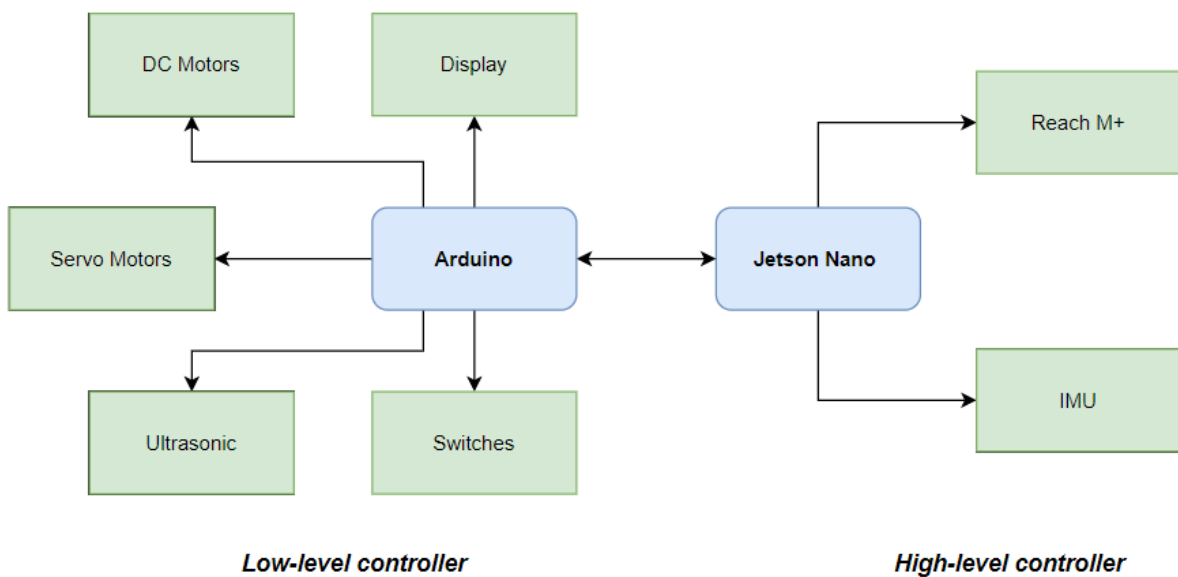 DC Motors
Display
Reach M+
Servo Motors
Arduino
Jetson Nano
Ultrasonic
Switches
IMU
Low-level controller
High-level controller